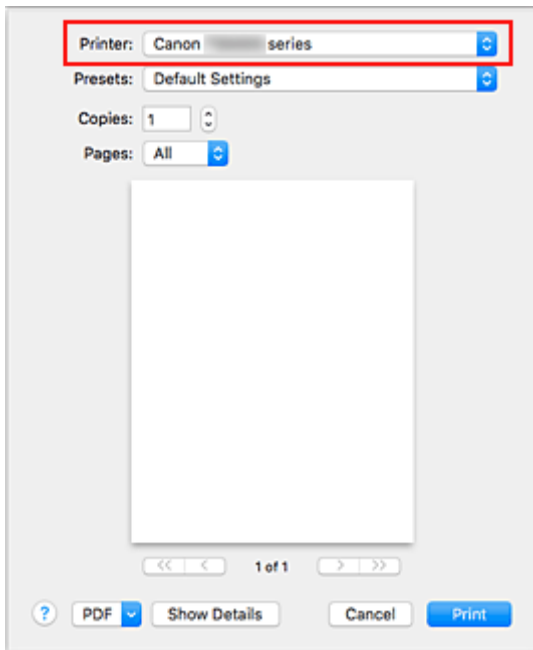 Printer: Canon series
Presets: Default Settings
Copies: 1
Pages: All
<< < 1 of 1 > >>
? PDF Show Details Cancel Print